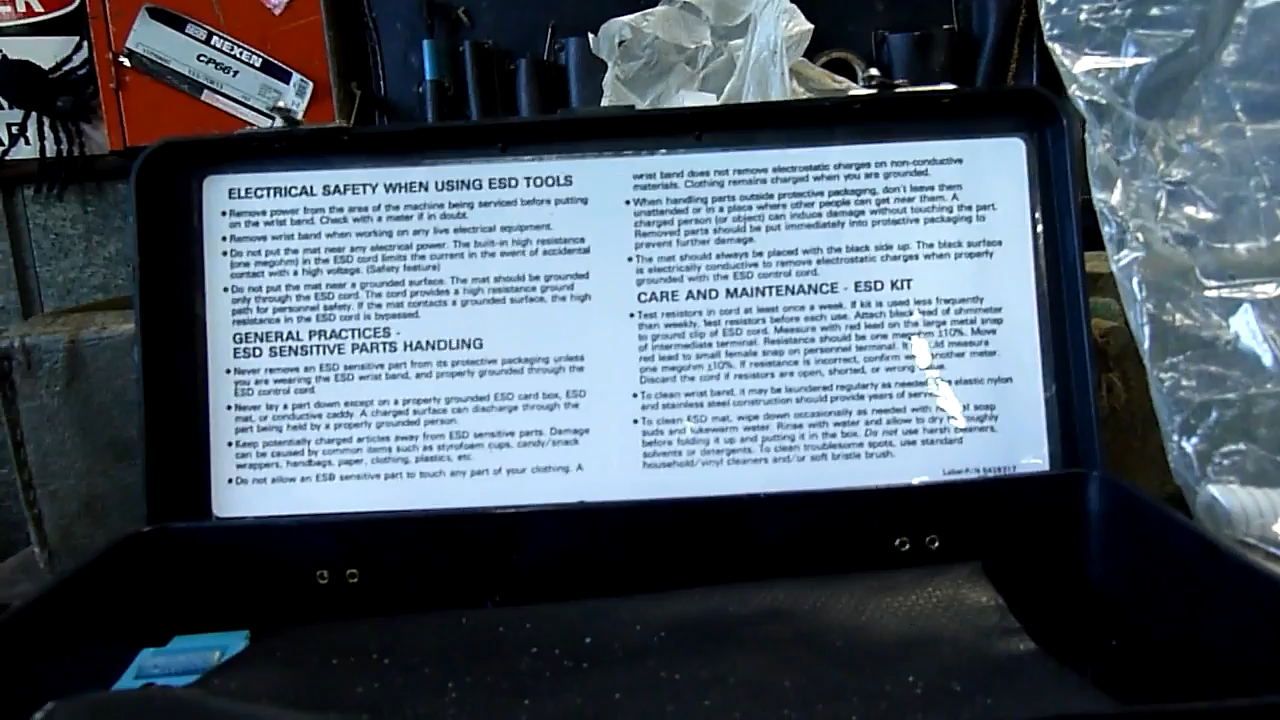 NEXEN
CP661
ELECTRICAL SAFETY WHEN USING ESD TOOLS
• Remove power from the area of the machine being serviced before putting
on the wrist band. Check with a meter if in doubt.
• Remove wrist band when working on any live electrical equipment.
• Do not put the mat near any electrical power. The built-in high resistance
(one megohm) in the ESD cord limits the current in the event of accidental
contact with a high voltage. (Safety feature)
• Do not put the mat near a grounded surface. The mat should be grounded
only through the ESD cord. The cord provides a high resistance ground
path for personnel safety. If the mat contacts a grounded surface, the high
resistance in the ESD cord is bypassed.
GENERAL PRACTICES -
ESD SENSITIVE PARTS HANDLING
• Never remove an ESD sensitive part from its protective packaging unless
you are wearing the ESD wrist band, and properly grounded through the
ESD control cord.
• Never lay a part down except on a properly grounded ESD card box, ESD
mat, or conductive caddy. A charged surface can discharge through the
part being held by a properly grounded person.
• Keep potentially charged articles away from ESD sensitive parts. Damage
can be caused by common items such as styrofoam cups, candy/snack
wrappers, handbags, paper, clothing, plastics, etc.
• Do not allow an ESD sensitive part to touch any part of your clothing. A
wrist band does not remove electrostatic charges on non-conductive
materials. Clothing remains charged when you are grounded.
• When handling parts outside protective packaging, don't leave them
unattended or in a place where other people can get near them. A
charged person (or object) can induce damage without touching the part.
Removed parts should be put immediately into protective packaging to
prevent further damage.
• The mat should always be placed with the black side up. The black surface
is electrically conductive to remove electrostatic charges when properly
grounded with the ESD control cord.
CARE AND MAINTENANCE - ESD KIT
• Test resistors in cord at least once a week. If kit is used less frequently
than weekly, test resistors before each use. Attach black lead of ohmmeter
to ground clip of ESD cord. Measure with red lead on the large metal snap
of intermediate terminal. Resistance should be one megohm ±10%. Move
red lead to small female snap on personnel terminal. It should measure
one megohm ±10%. If resistance is incorrect, confirm with another meter.
Discard the cord if resistors are open, shorted, or wrong
• To clean wrist band, it may be laundered regularly as needed. elastic nylon
and stainless steel construction should provide years of service.
• To clean ESD mat, wipe down occasionally as needed with soap
suds and lukewarm water. Rinse with water and allow to dry thoroughly
before folding it up and putting it in the box. Do not use harsh cleaners,
solvents or detergents. To clean troublesome spots, use standard
household/vinyl cleaners and/or soft bristle brush.
Label P/N